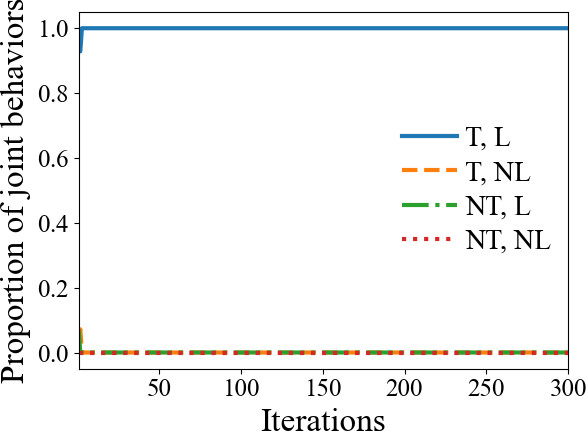 Proportion of joint behaviors
1.0
0.8
0.6
0.4
0.2
0.0
T, L
T, NL
NT, L
NT, NL
50 100 150 200 250 300
Iterations